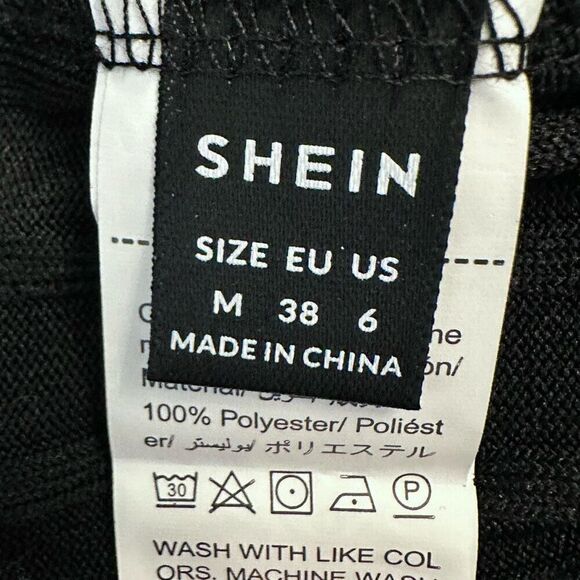 SHEIN
SIZE EU US
M 38 6
MADE IN CHINA
100% Polyester/ Poliést
er/ بوليستر/ ポリエステル
30
P
WASH WITH LIKE COL
ORS. MACHINE WASH